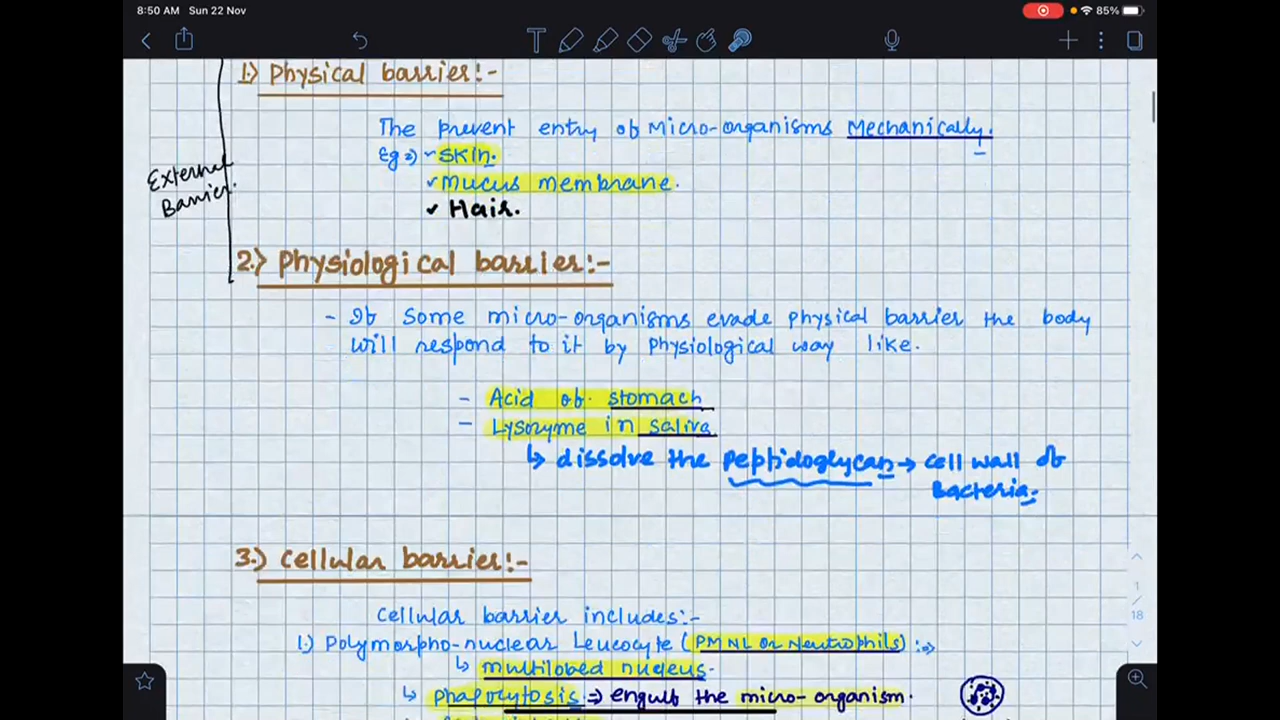 8:50 AM Sun 22 Nov
85%
1.) Physical barrier:-
The prevent entry of Micro-organisms Mechanically.
Eg => - Skin.
✓ Mucus membrane.
✓ Hair.
External
Barrier.
2.) Physiological barrier:-
- If Some micro-organisms evade physical barrier the body
will respond to it by Physiological way like.
- Acid of stomach
- Lysozyme in saliva
↳ dissolve the peptidoglycan → cell wall of
Bacteria.
3.) Cellular barrier:-
Cellular barrier includes:-
1.) Polymorpho-nuclear Leucocyte (PMNL or Neutrophils) :->
↳ multilobed nucleus.
↳ phagocytosis => engulf the micro-organism.
1
/
18